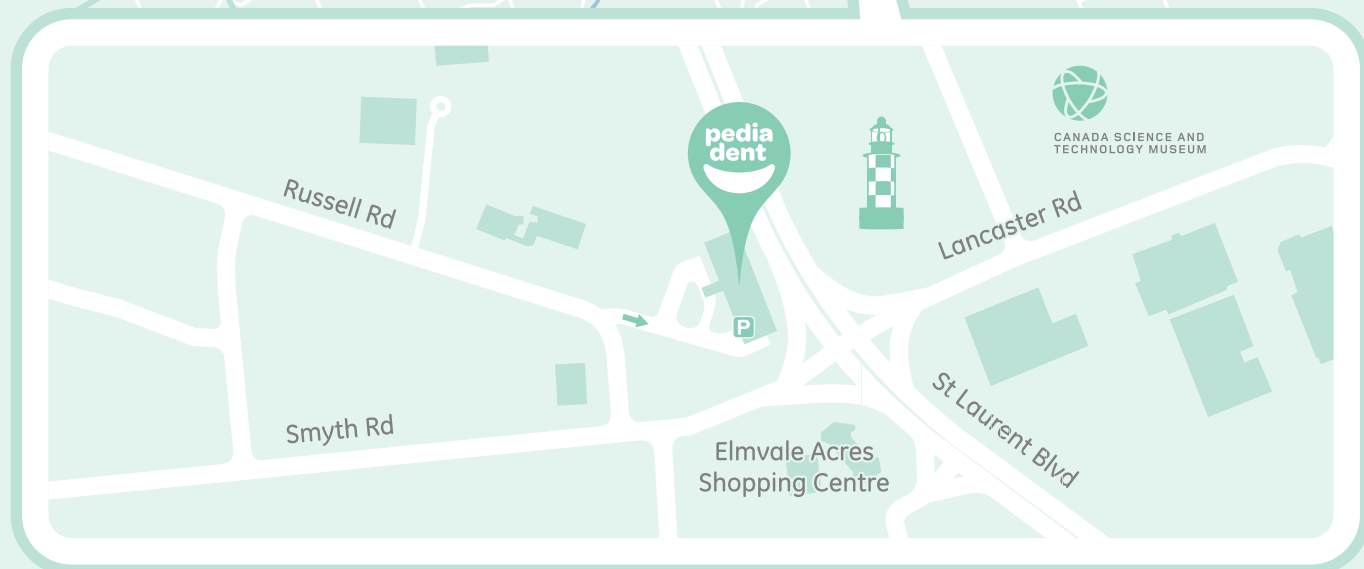 pedia
dent
CANADA SCIENCE AND
TECHNOLOGY MUSEUM
Russell Rd
Lancaster Rd
P
St Laurent Blvd
Smyth Rd
Elmvale Acres
Shopping Centre